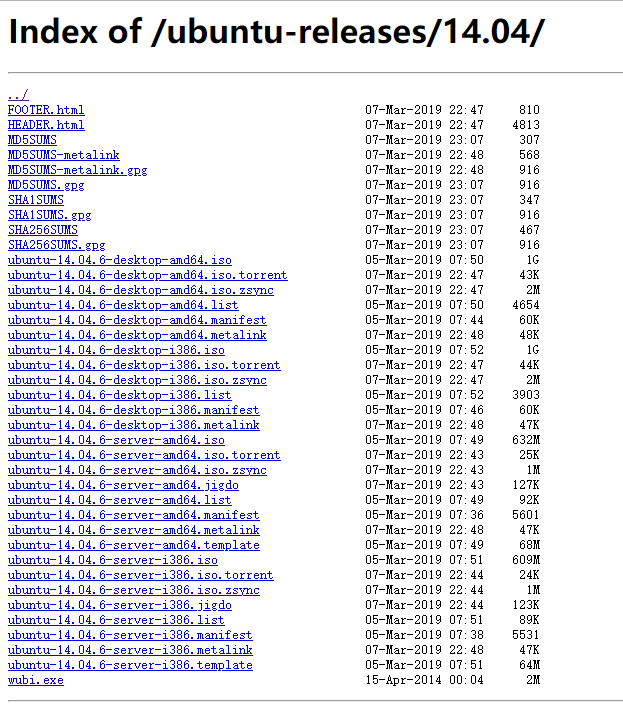 Index of /ubuntu-releases/14.04/
../
FOOTER.html 07-Mar-2019 22:47 810
HEADER.html 07-Mar-2019 22:47 4813
MD5SUMS 07-Mar-2019 23:07 307
MD5SUMS-metalink 07-Mar-2019 22:48 568
MD5SUMS-metalink.gpg 07-Mar-2019 22:48 916
MD5SUMS.gpg 07-Mar-2019 23:07 916
SHA1SUMS 07-Mar-2019 23:07 347
SHA1SUMS.gpg 07-Mar-2019 23:07 916
SHA256SUMS 07-Mar-2019 23:07 467
SHA256SUMS.gpg 07-Mar-2019 23:07 916
ubuntu-14.04.6-desktop-amd64.iso 05-Mar-2019 07:50 1G
ubuntu-14.04.6-desktop-amd64.iso.torrent 07-Mar-2019 22:47 43K
ubuntu-14.04.6-desktop-amd64.iso.zsync 07-Mar-2019 22:47 2M
ubuntu-14.04.6-desktop-amd64.list 05-Mar-2019 07:50 4654
ubuntu-14.04.6-desktop-amd64.manifest 05-Mar-2019 07:44 60K
ubuntu-14.04.6-desktop-amd64.metalink 07-Mar-2019 22:48 48K
ubuntu-14.04.6-desktop-i386.iso 05-Mar-2019 07:52 1G
ubuntu-14.04.6-desktop-i386.iso.torrent 07-Mar-2019 22:47 44K
ubuntu-14.04.6-desktop-i386.iso.zsync 07-Mar-2019 22:47 2M
ubuntu-14.04.6-desktop-i386.list 05-Mar-2019 07:52 3903
ubuntu-14.04.6-desktop-i386.manifest 05-Mar-2019 07:46 60K
ubuntu-14.04.6-desktop-i386.metalink 07-Mar-2019 22:48 47K
ubuntu-14.04.6-server-amd64.iso 05-Mar-2019 07:49 632M
ubuntu-14.04.6-server-amd64.iso.torrent 07-Mar-2019 22:43 25K
ubuntu-14.04.6-server-amd64.iso.zsync 07-Mar-2019 22:43 1M
ubuntu-14.04.6-server-amd64.jigdo 07-Mar-2019 22:43 127K
ubuntu-14.04.6-server-amd64.list 05-Mar-2019 07:49 92K
ubuntu-14.04.6-server-amd64.manifest 05-Mar-2019 07:36 5601
ubuntu-14.04.6-server-amd64.metalink 07-Mar-2019 22:48 47K
ubuntu-14.04.6-server-amd64.template 05-Mar-2019 07:49 68M
ubuntu-14.04.6-server-i386.iso 05-Mar-2019 07:51 609M
ubuntu-14.04.6-server-i386.iso.torrent 07-Mar-2019 22:44 24K
ubuntu-14.04.6-server-i386.iso.zsync 07-Mar-2019 22:44 1M
ubuntu-14.04.6-server-i386.jigdo 07-Mar-2019 22:44 123K
ubuntu-14.04.6-server-i386.list 05-Mar-2019 07:51 89K
ubuntu-14.04.6-server-i386.manifest 05-Mar-2019 07:38 5531
ubuntu-14.04.6-server-i386.metalink 07-Mar-2019 22:48 47K
ubuntu-14.04.6-server-i386.template 05-Mar-2019 07:51 64M
wubi.exe 15-Apr-2014 00:04 2M